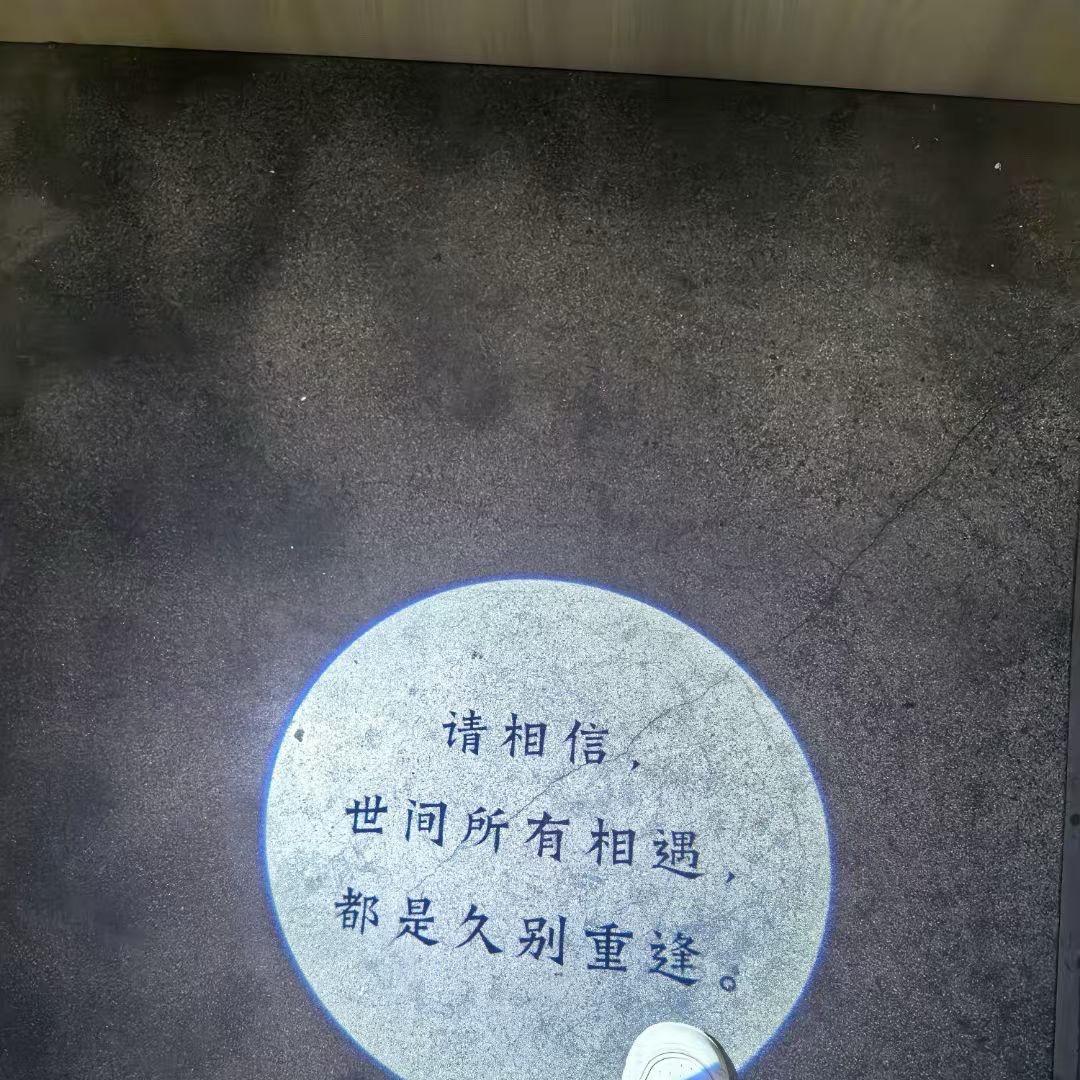 请相信，
世间所有相遇，
都是久别重逢。